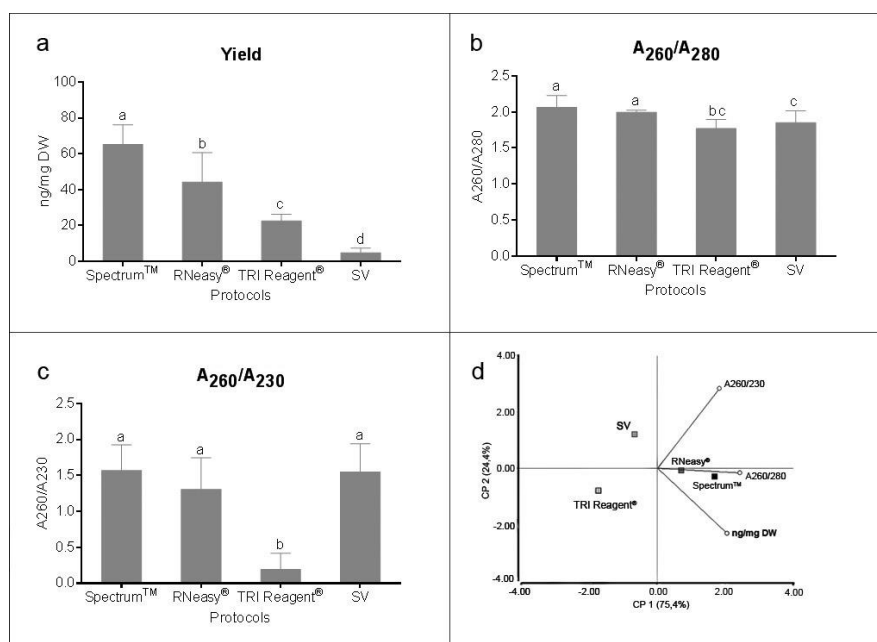 a
Yield
100
80
60
40
20
0
ng/mg DW
a
b
c
d
Spectrum™ RNeasy® TRI Reagent® SV
Protocols
b
A260/A280
2.5
2.0
1.5
1.0
0.5
0.0
A260/A280
a
a
bc
c
Spectrum™ RNeasy® TRI Reagent® SV
Protocols
c
A260/A230
2.5
2.0
1.5
1.0
0.5
0.0
A260/A230
a
a
b
a
Spectrum™ RNeasy® TRI Reagent® SV
Protocols
d
4.00
2.00
0.00
-2.00
-4.00
CP 2 (24,4%)
A260/230
SV
RNeasy®
A260/280
Spectrum™
TRI Reagent®
ng/mg DW
-4.00 -2.00 0.00 2.00 4.00
CP 1 (75,4%)